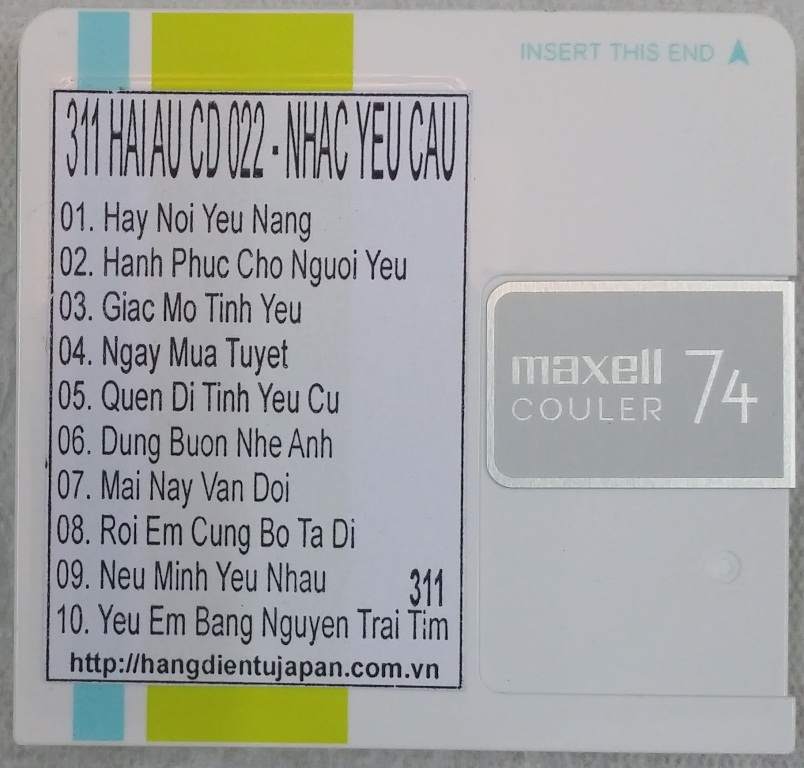 INSERT THIS END
311 HAI AU CD 022 - NHAC YEU CAU
01. Hay Noi Yeu Nang
02. Hanh Phuc Cho Nguoi Yeu
03. Giac Mo Tinh Yeu
04. Ngay Mua Tuyet
05. Quen Di Tinh Yeu Cu
06. Dung Buon Nhe Anh
07. Mai Nay Van Doi
08. Roi Em Cung Bo Ta Di
09. Neu Minh Yeu Nhau 311
10. Yeu Em Bang Nguyen Trai Tim
http://hangdientujapan.com.vn
maxell 74
COULER